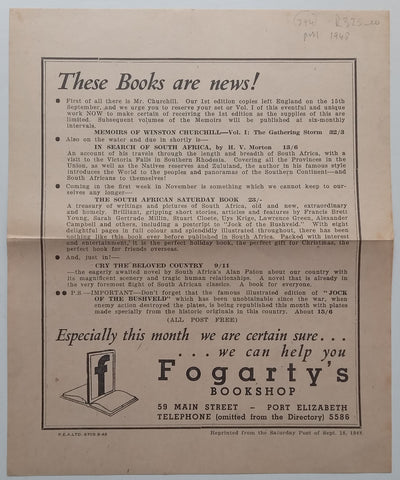 R325.00
publ 1948
These Books are news!
● First of all there is Mr. Churchill. Our 1st edition copies left England on the 15th
September, and we urge you to reserve your set or Vol. I of this eventful and unique
work NOW to make certain of receiving the 1st edition as the supplies of this are
limited. Subsequent volumes of the Memoirs will be published at six-monthly
intervals.
MEMOIRS OF WINSTON CHURCHILL—Vol. I: The Gathering Storm 32/3
● Also on the water and due in shortly is—
IN SEARCH OF SOUTH AFRICA, by H. V. Morton 13/6
An account of his travels through the length and breadth of South Africa, with a
visit to the Victoria Falls in Southern Rhodesia. Covering all the Provinces in the
Union, as well as the Native reserves and Zululand, the author in his famous style
introduces the World to the peoples and panoramas of the Southern Continent—and
South Africans to themselves!
● Coming in the first week in November is something which we cannot keep to our-
selves any longer—
THE SOUTH AFRICAN SATURDAY BOOK 25/-
A treasury of writings and pictures of South Africa, old and new, extraordinary
and homely. Brilliant, gripping short stories, articles and features by Francis Brett
Young, Sarah Gertrude Millin, Stuart Cloete, Uys Krige, Lawrence Green, Alexander
Campbell and others, including a postscript to "Jock of the Bushveld." With eight
delightful pages in full colour and splendidly illustrated throughout, there has been
nothing like this book ever before published in South Africa. Packed with interest
and entertainment, it is the perfect holiday book, the perfect gift for Christmas, the
perfect book for friends overseas.
● And, just in!—
CRY THE BELOVED COUNTRY 9/11
—the eagerly awaited novel by South Africa's Alan Paton about our country with
its magnificent scenery and tragic human relationships. A novel that is already in
the very foremost flight of South African classics. A book for everyone.
●● P.S.—IMPORTANT—Don't forget that the famous illustrated edition of "JOCK
OF THE BUSHVELD" which has been unobtainable since the war, when
enemy action destroyed the plates, is being republished this month with plates
made specially from the historic originals in this country. About 15/6
(ALL POST FREE)
Especially this month we are certain sure . . .
. . . we can help you
f
Fogarty's
BOOKSHOP
59 MAIN STREET – PORT ELIZABETH
TELEPHONE (omitted from the Directory) 5586
Reprinted from the Saturday Post of Sept. 18, 1948.